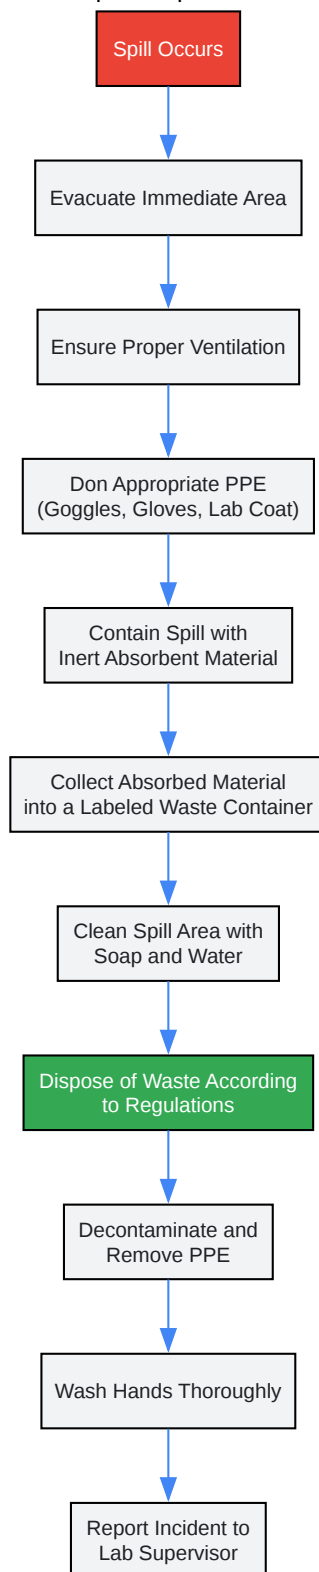 Spill Occurs
Evacuate Immediate Area
Ensure Proper Ventilation
Don Appropriate PPE
(Goggles, Gloves, Lab Coat)
Contain Spill with
Inert Absorbent Material
Collect Absorbed Material
into a Labeled Waste Container
Clean Spill Area with
Soap and Water
Dispose of Waste According
to Regulations
Decontaminate and
Remove PPE
Wash Hands Thoroughly
Report Incident to
Lab Supervisor